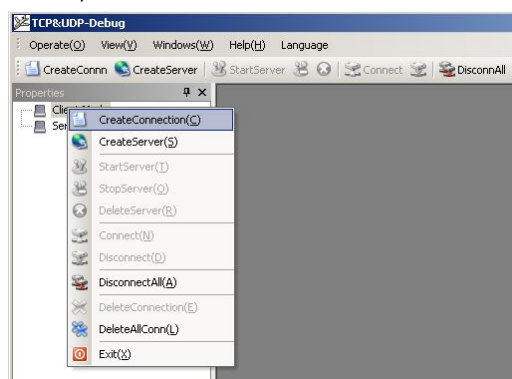 TCP&UDP-Debug
Operate(O) View(V) Windows(W) Help(H) Language
CreateConnn CreateServer StartServer Connect DisconnAll
Properties
CreateConnection(C)
CreateServer(S)
StartServer(T)
StopServer(O)
DeleteServer(R)
Connect(N)
Disconnect(D)
DisconnectAll(A)
DeleteConnection(E)
DeleteAllConn(L)
Exit(X)